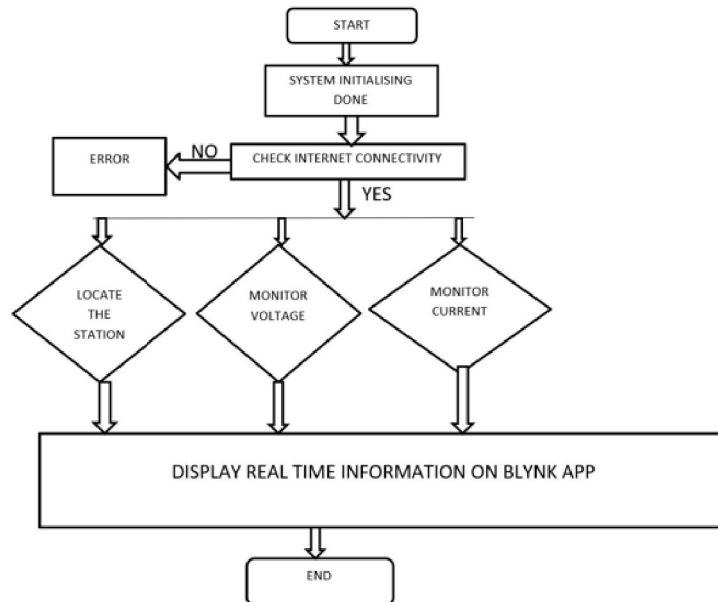 START
SYSTEM INITIALISING
DONE
CHECK INTERNET CONNECTIVITY
NO
ERROR
YES
LOCATE
THE
STATION
MONITOR
VOLTAGE
MONITOR
CURRENT
DISPLAY REAL TIME INFORMATION ON BLYNK APP
END